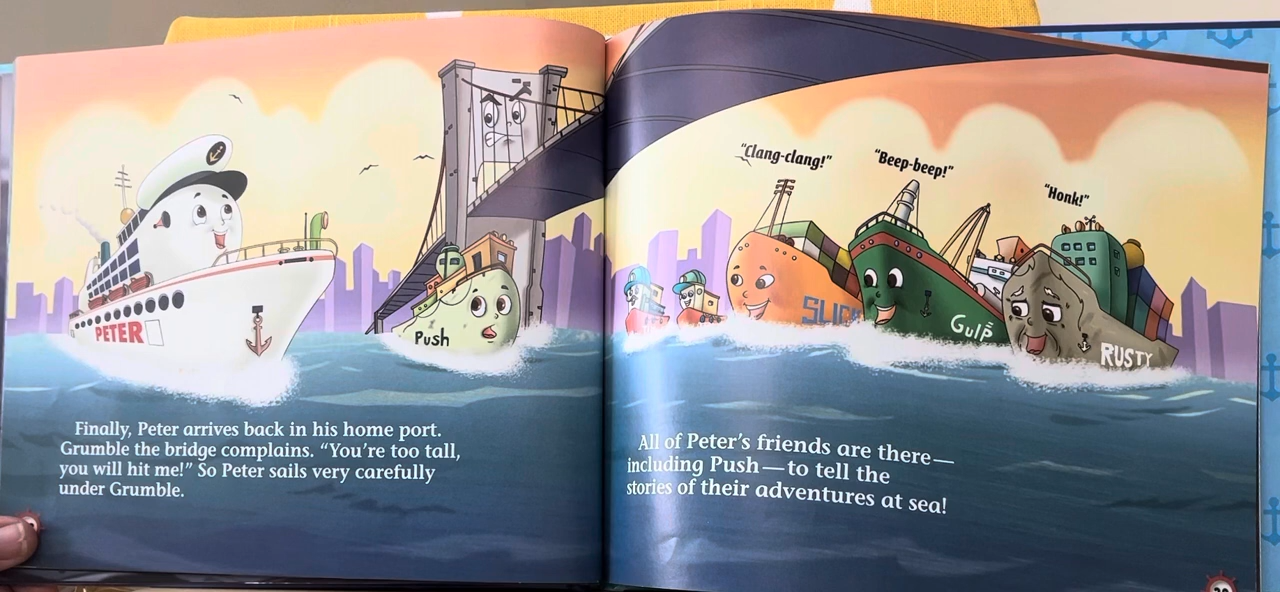 PETER
Push
Finally, Peter arrives back in his home port.
Grumble the bridge complains. “You’re too tall,
you will hit me!” So Peter sails very carefully
under Grumble.
“Clang-clang!”
“Beep-beep!”
“Honk!”
Gulp
RUSTY
All of Peter’s friends are there—
including Push—to tell the
stories of their adventures at sea!